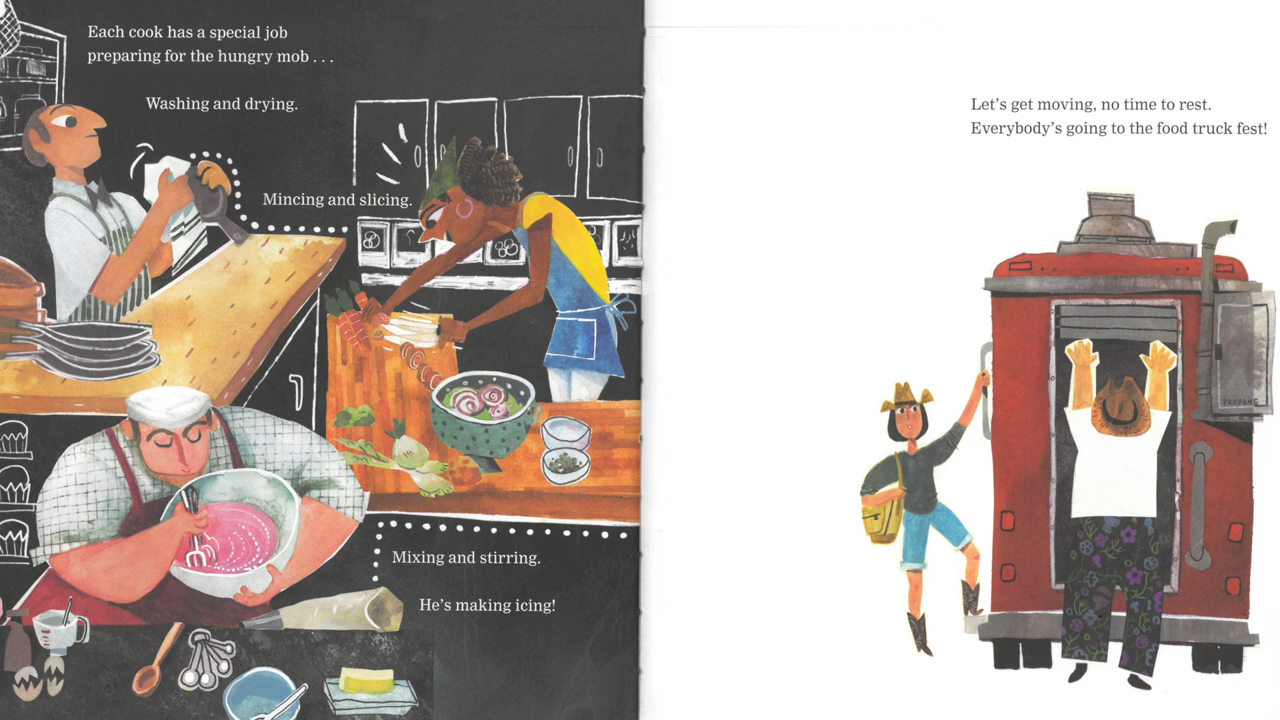 Each cook has a special job
preparing for the hungry mob . . .
Washing and drying.
Mincing and slicing.
Mixing and stirring.
He's making icing!
Let's get moving, no time to rest.
Everybody's going to the food truck fest!
PROPANE